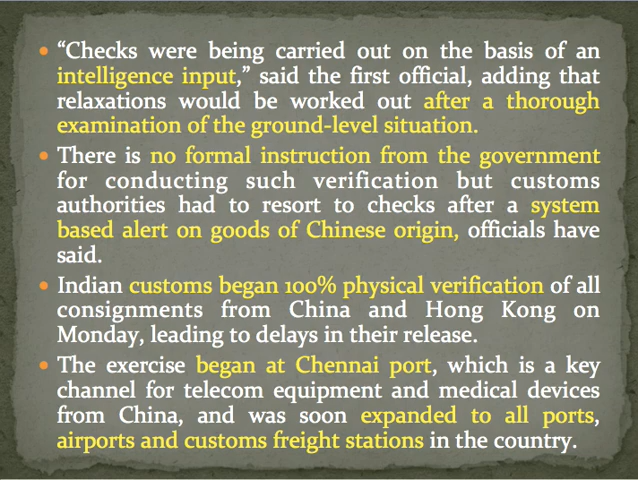 • “Checks were being carried out on the basis of an
intelligence input,” said the first official, adding that
relaxations would be worked out after a thorough
examination of the ground-level situation.
• There is no formal instruction from the government
for conducting such verification but customs
authorities had to resort to checks after a system
based alert on goods of Chinese origin, officials have
said.
• Indian customs began 100% physical verification of all
consignments from China and Hong Kong on
Monday, leading to delays in their release.
• The exercise began at Chennai port, which is a key
channel for telecom equipment and medical devices
from China, and was soon expanded to all ports,
airports and customs freight stations in the country.